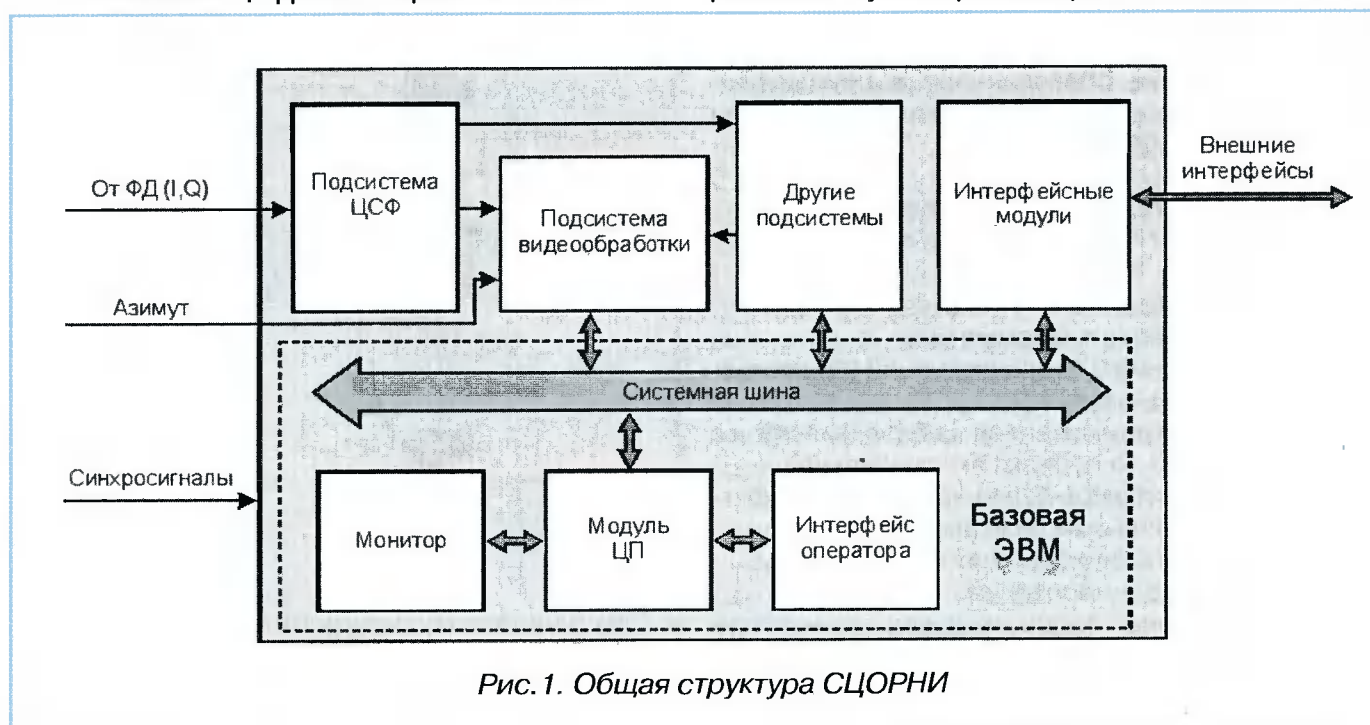 От ФД (I,Q)
Азимут
Синхросигналы
Подсистема
ЦСФ
Подсистема
видеообработки
Другие
подсистемы
Интерфейсные
модули
Внешние
интерфейсы
Системная шина
Монитор
Модуль
ЦП
Интерфейс
оператора
Базовая
ЭВМ
Рис. 1. Общая структура СЦОРНИ